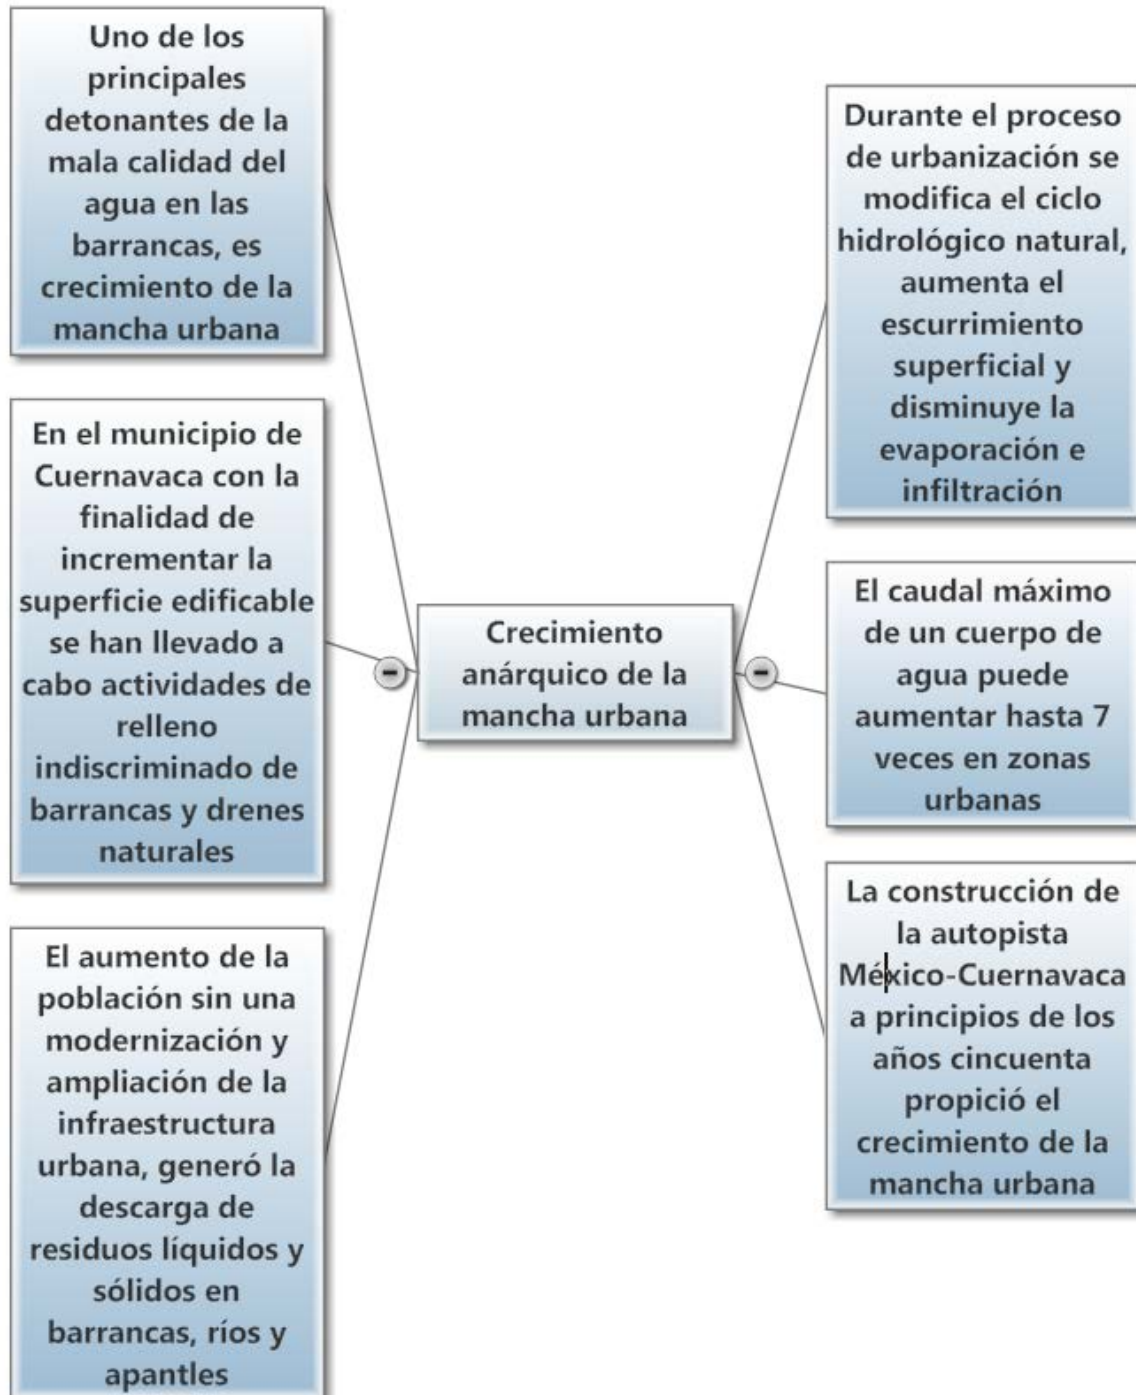 Uno de los
principales
detonantes de la
mala calidad del
agua en las
barrancas, es
crecimiento de la
mancha urbana
En el municipio de
Cuernavaca con la
finalidad de
incrementar la
superficie edificable
se han llevado a
cabo actividades de
relleno
indiscriminado de
barrancas y drenes
naturales
El aumento de la
población sin una
modernización y
ampliación de la
infraestructura
urbana, generó la
descarga de
residuos líquidos y
sólidos en
barrancas, ríos y
apantles
Crecimiento
anárquico de la
mancha urbana
Durante el proceso
de urbanización se
modifica el ciclo
hidrológico natural,
aumenta el
escurrimiento
superficial y
disminuye la
evaporación e
infiltración
El caudal máximo
de un cuerpo de
agua puede
aumentar hasta 7
veces en zonas
urbanas
La construcción de
la autopista
México-Cuernavaca
a principios de los
años cincuenta
propició el
crecimiento de la
mancha urbana